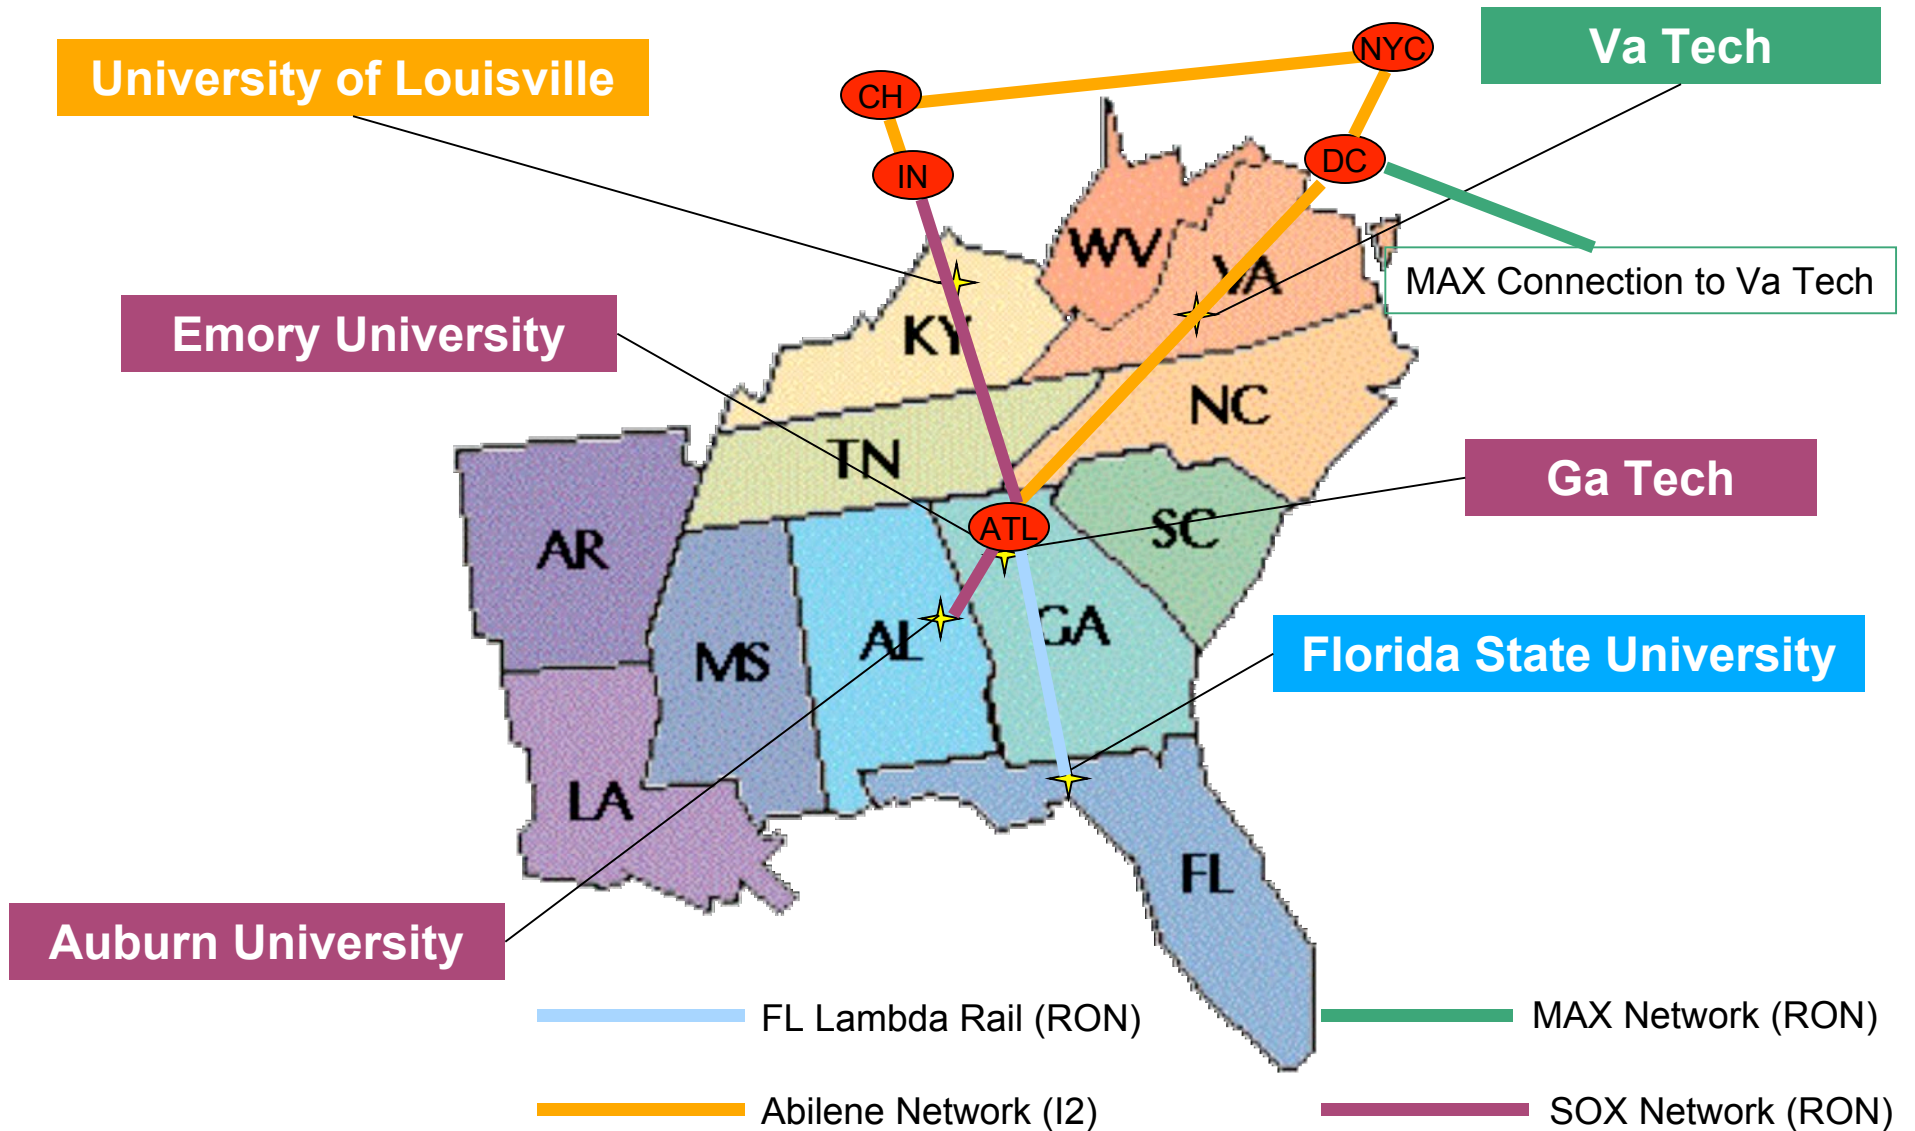 University of Louisville
Va Tech
NYC
CH
DC
IN
WV
VA
MAX Connection to Va Tech
Emory University
KY
NC
TN
Ga Tech
ATL
SC
AR
GA
AL
MS
Florida State University
LA
FL
Auburn University
FL Lambda Rail (RON)
MAX Network (RON)
Abilene Network (I2)
SOX Network (RON)